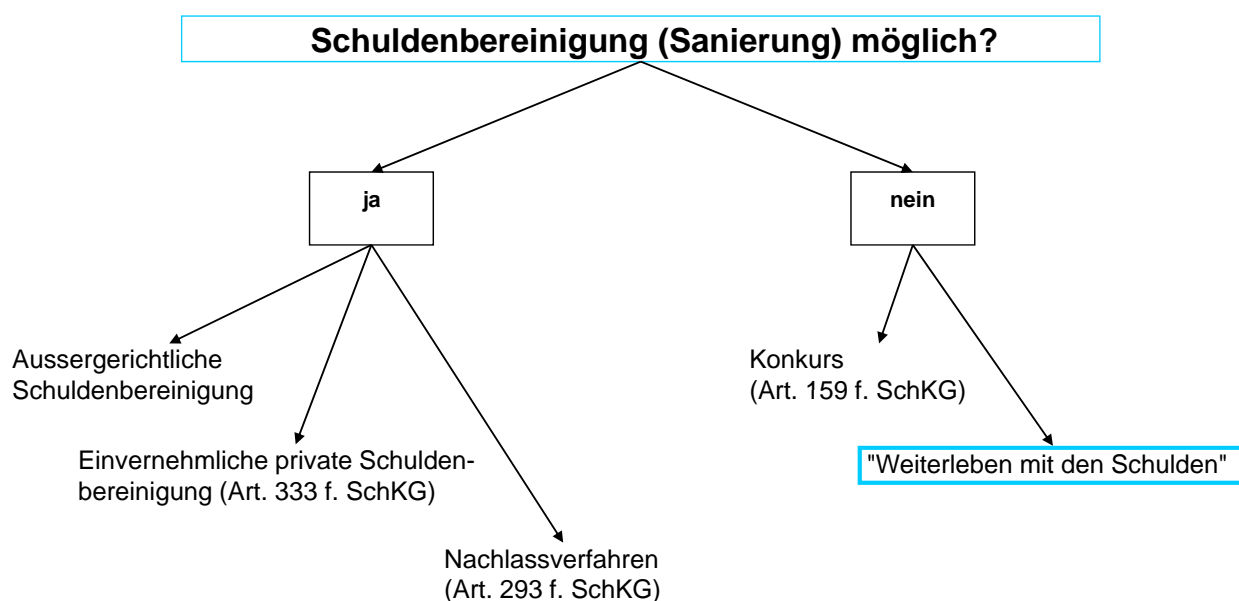 Schuldenbereinigung (Sanierung) möglich?
ja
nein
Aussergerichtliche
Schuldenbereinigung
Einvernehmliche private Schulden-
bereinigung (Art. 333 f. SchKG)
Nachlassverfahren
(Art. 293 f. SchKG)
Konkurs
(Art. 159 f. SchKG)
"Weiterleben mit den Schulden"